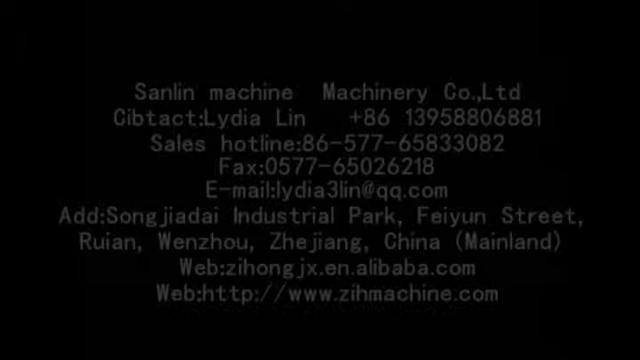 Sanlin machine Machinery Co.,Ltd
Cibtact:Lydia Lin +86 13958806881
Sales hotline:86-577-65833082
Fax:0577-65026218
E-mail:lydia3lin@qq.com
Add:Songjiadai Industrial Park, Feiyun Street,
Ruian, Wenzhou, Zhejiang, China (Mainland)
Web:zihongjx.en.alibaba.com
Web:http://www.zihmachine.com